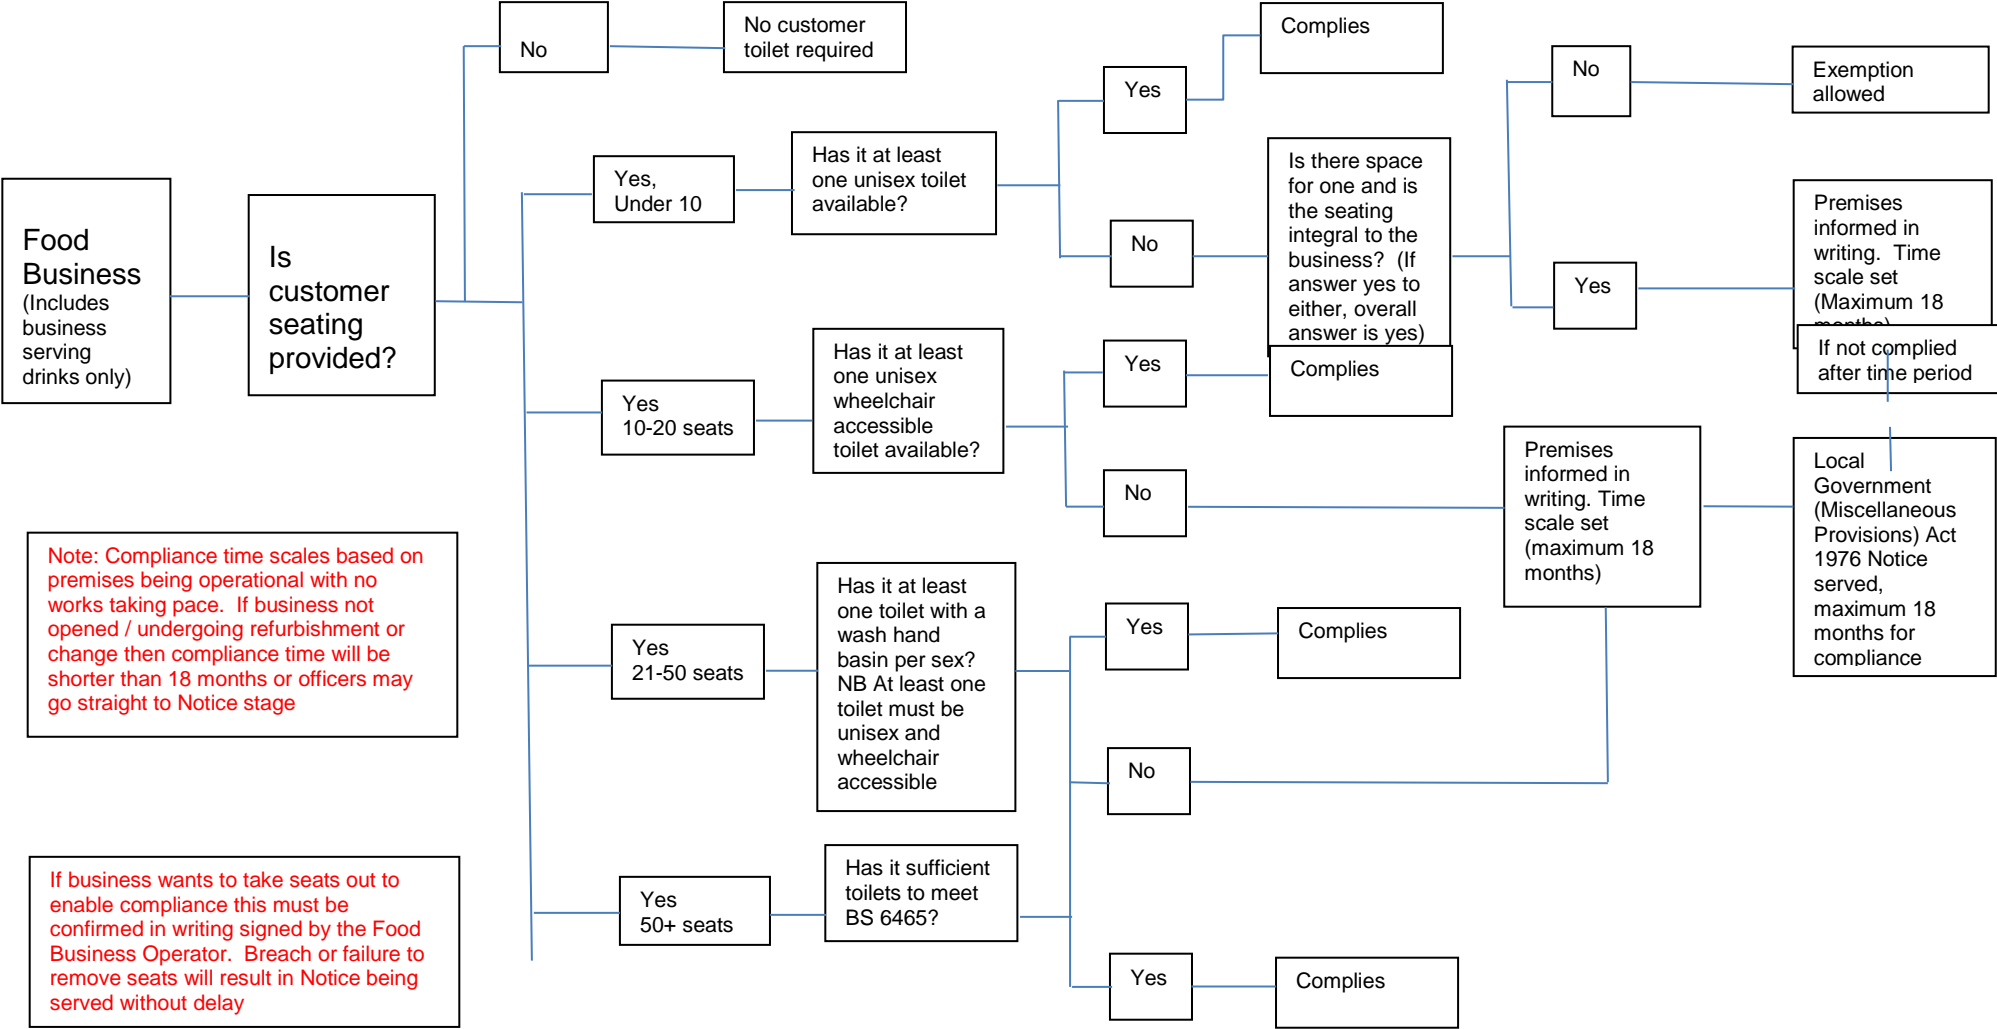 Food
Business
(Includes
business
serving
drinks only)
Is
customer
seating
provided?
No
No customer
toilet required
Yes,
Under 10
Has it at least
one unisex toilet
available?
Yes
Complies
No
Is there space
for one and is
the seating
integral to the
business?  (If
answer yes to
either, overall
answer is yes)
No
Exemption
allowed
Yes
Premises
informed in
writing.  Time
scale set
(Maximum 18
months)
If not complied
after time period
Yes
10-20 seats
Has it at least
one unisex
wheelchair
accessible
toilet available?
Yes
Complies
No
Premises
informed in
writing. Time
scale set
(maximum 18
months)
Local
Government
(Miscellaneous
Provisions) Act
1976 Notice
served,
maximum 18
months for
compliance
Yes
21-50 seats
Has it at least
one toilet with a
wash hand
basin per sex?
NB At least one
toilet must be
unisex and
wheelchair
accessible
Yes
Complies
No
Yes
50+ seats
Has it sufficient
toilets to meet
BS 6465?
Yes
Complies
Note: Compliance time scales based on
premises being operational with no
works taking pace.  If business not
opened / undergoing refurbishment or
change then compliance time will be
shorter than 18 months or officers may
go straight to Notice stage
If business wants to take seats out to
enable compliance this must be
confirmed in writing signed by the Food
Business Operator.  Breach or failure to
remove seats will result in Notice being
served without delay